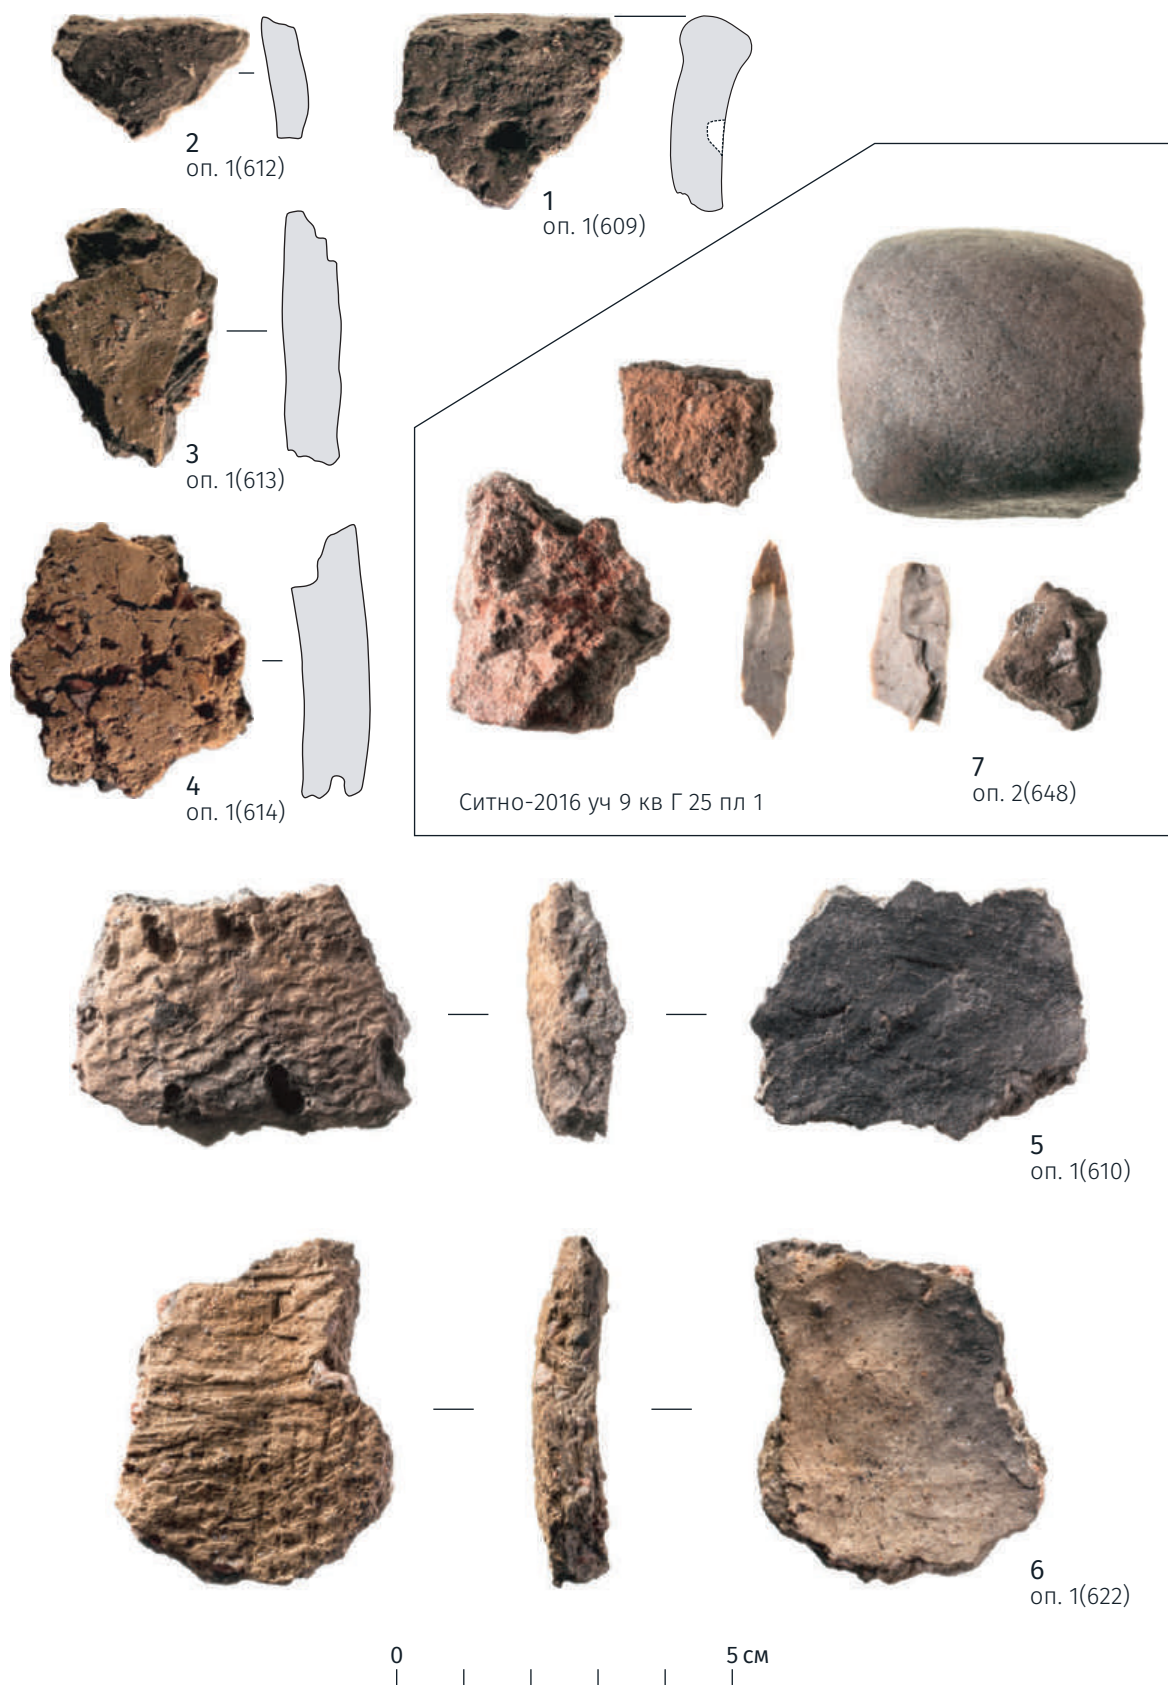 2
оп. 1(612)
1
оп. 1(609)
3
оп. 1(613)
4
оп. 1(614)
7
оп. 2(648)
Ситно-2016 уч 9 кв Г 25 пл 1
5
оп. 1(610)
6
оп. 1(622)
0 5 см